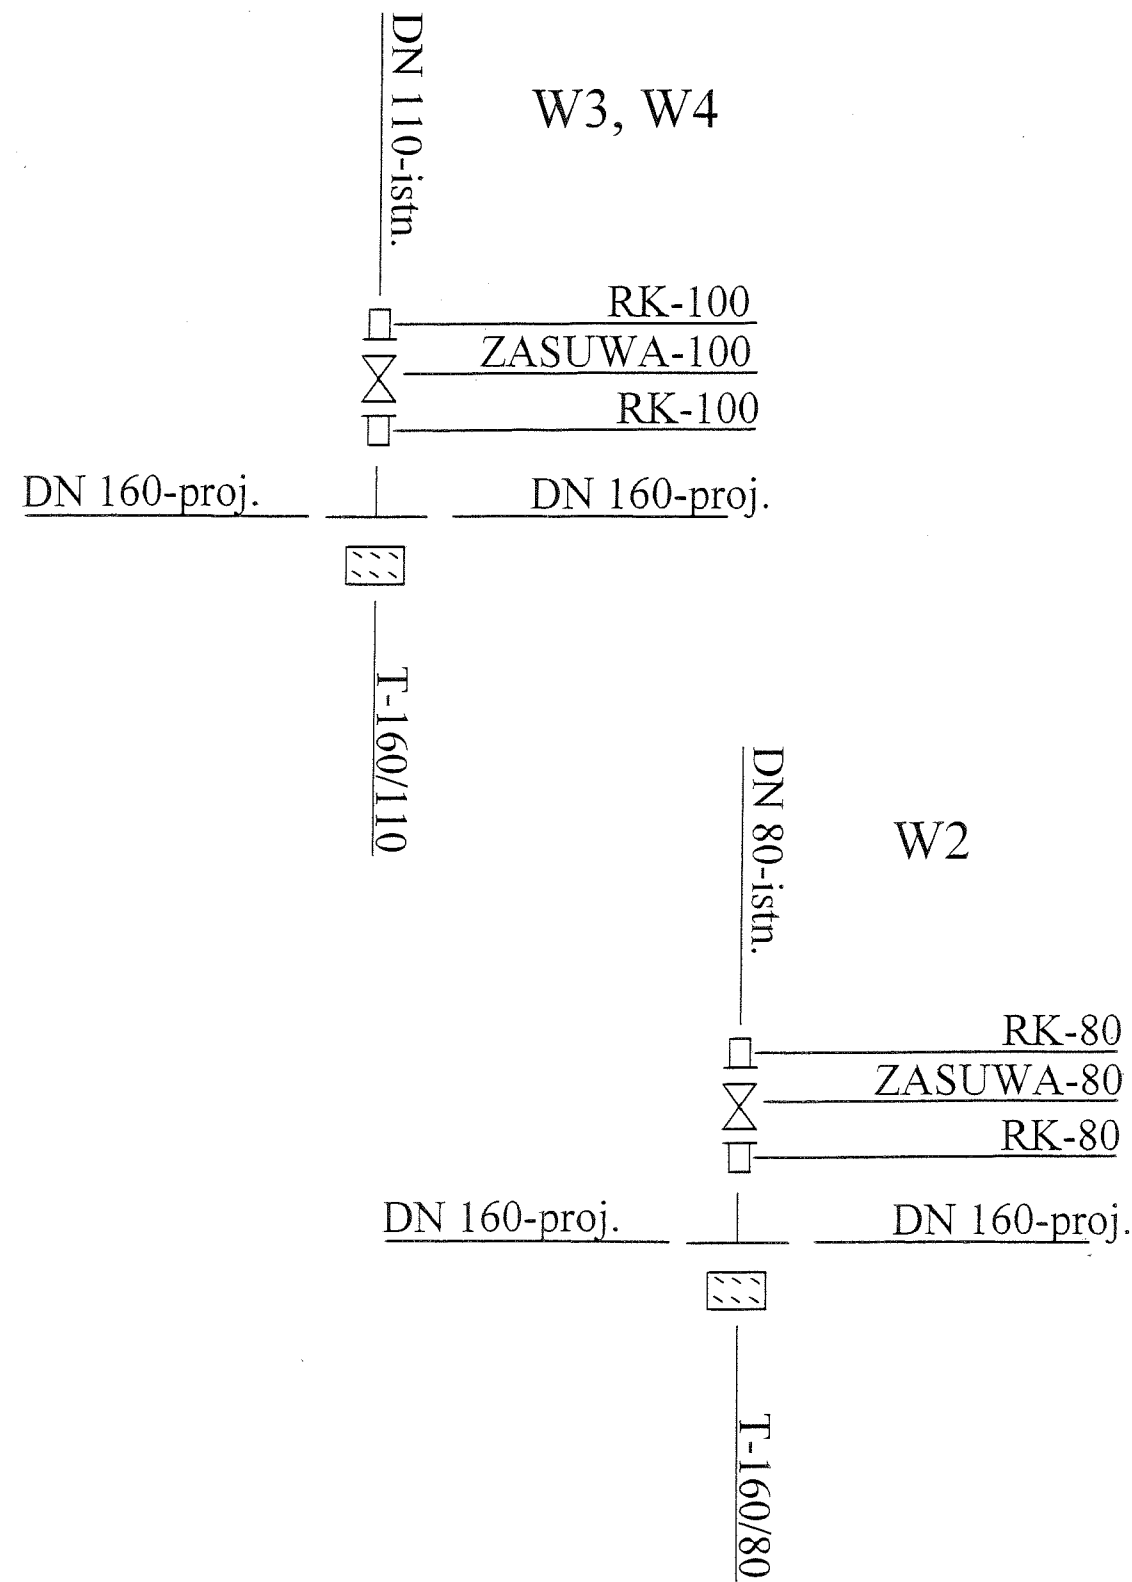 DN 110-istn.
W3, W4
RK-100
ZASUWA-100
RK-100
DN 160-proj.
DN 160-proj.
T-160/110
DN 80-istn.
W2
RK-80
ZASUWA-80
RK-80
DN 160-proj.
DN 160-proj.
T-160/80